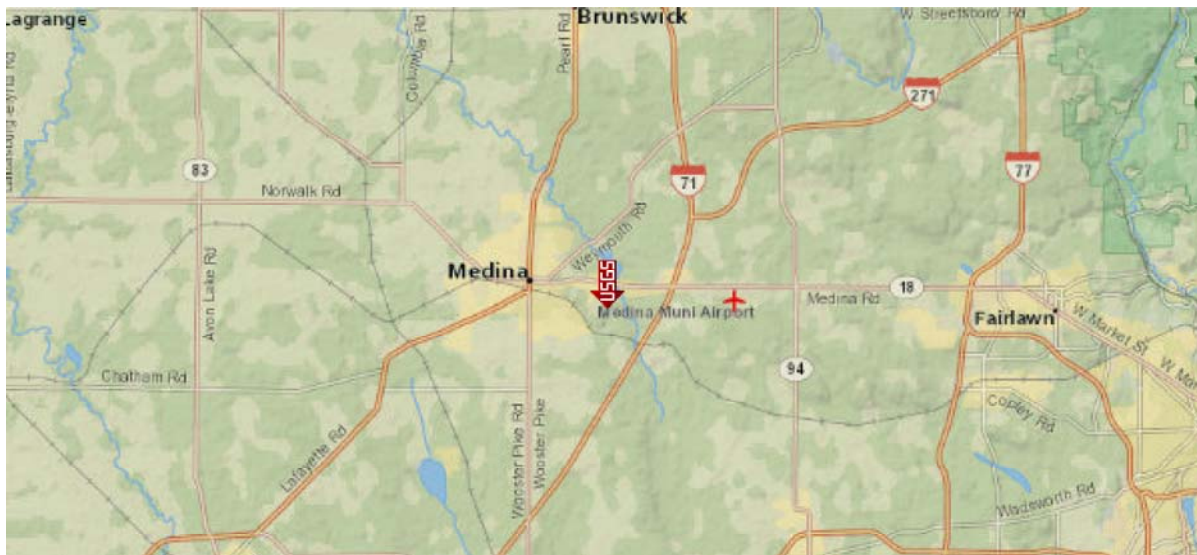 Lagrange
Brunswick
W Streetsboro Rd
Columbia Rd
Pearl Rd
271
83
71
77
Norwalk Rd
Weymouth Rd
Medina
USGS
Avon Lake Rd
Medina Rd
18
Medina Muni Airport
Fairlawn
W Market St
W Ma
Chatham Rd
94
Copley Rd
Lafayette Rd
Wooster Pike Rd
Wooster Pike
Wadsworth Rd